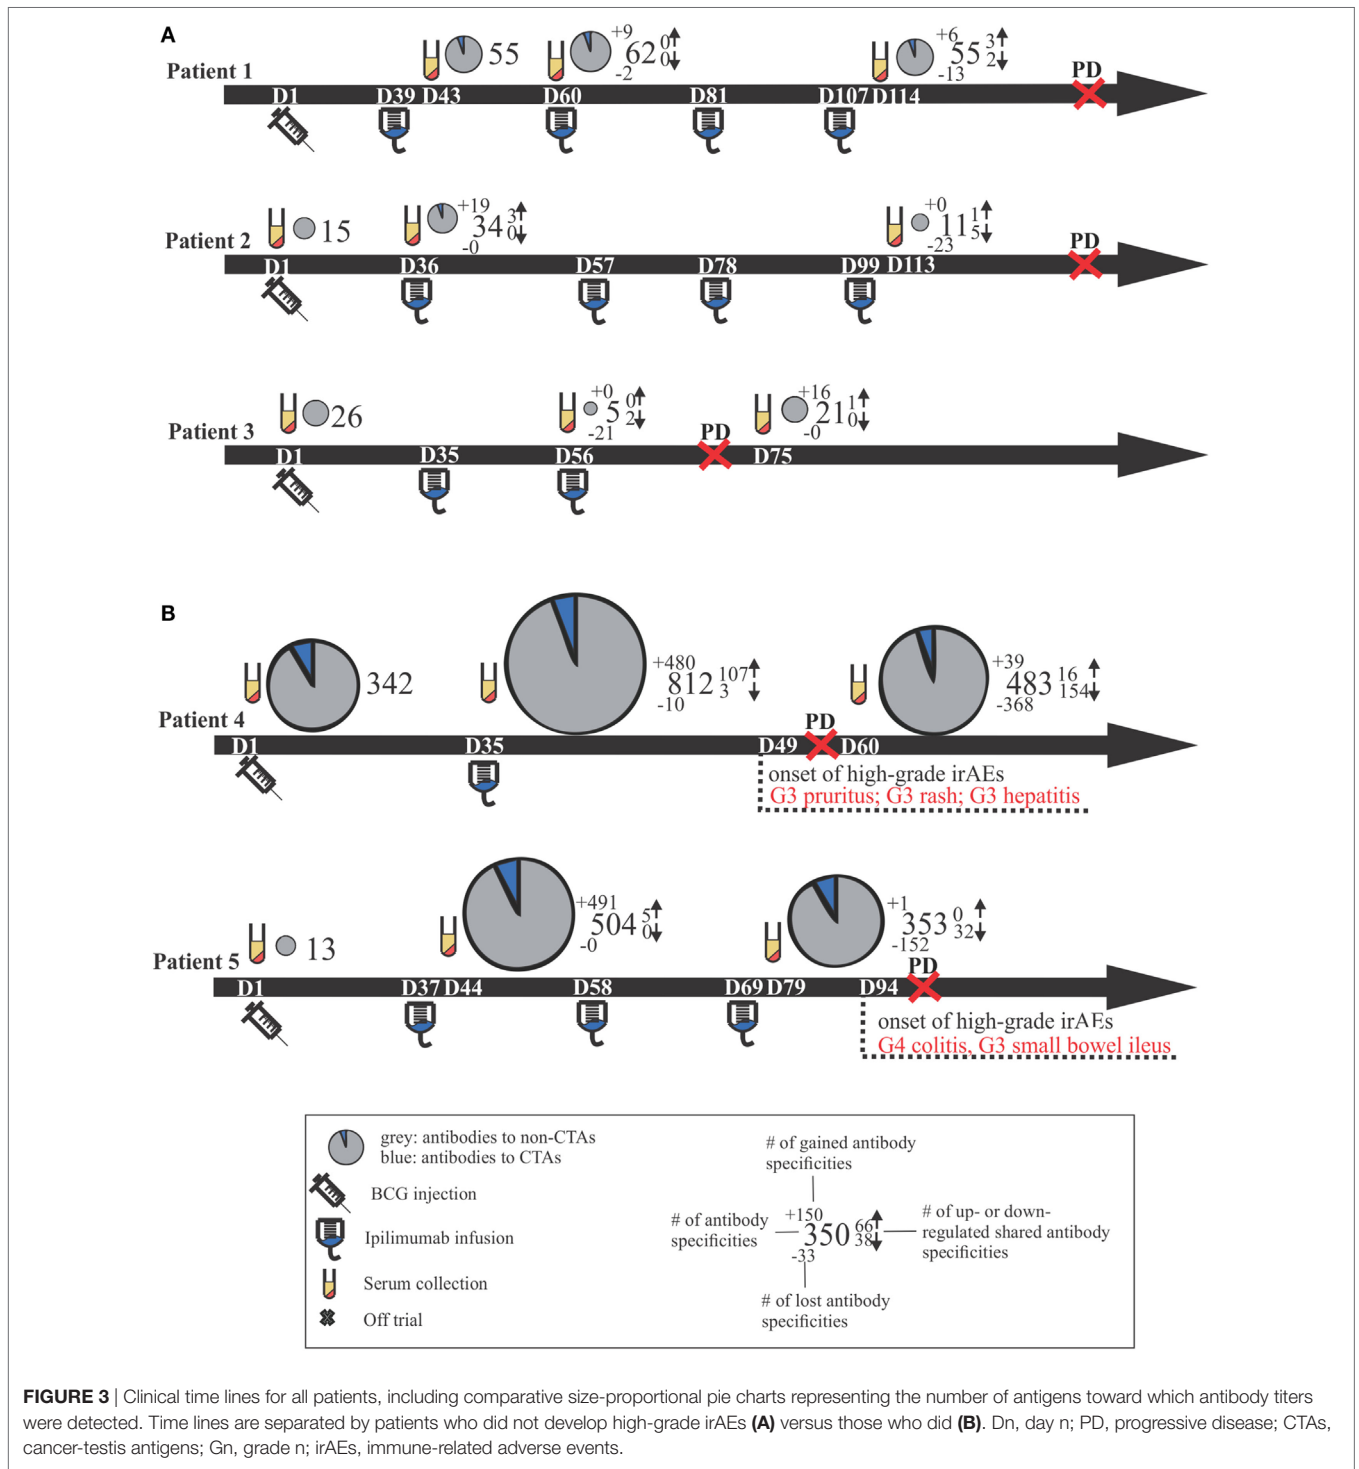 A
Patient 1
55
+9
62
0
0
-2
+6
55
3
2
-13
PD
D1
D39
D43
D60
D81
D107
D114
Patient 2
15
+19
34
3
0
-0
+0
11
1
5
-23
PD
D1
D36
D57
D78
D99
D113
Patient 3
26
+0
5
0
2
-21
PD
+16
21
1
0
-0
D1
D35
D56
D75
B
Patient 4
342
+480
812
107
3
-10
PD
+39
483
16
154
-368
D1
D35
D49
D60
onset of high-grade irAEs
G3 pruritus; G3 rash; G3 hepatitis
Patient 5
13
+491
504
5
0
-0
+1
353
0
32
-152
PD
D1
D37
D44
D58
D69
D79
D94
onset of high-grade irAEs
G4 colitis, G3 small bowel ileus
grey: antibodies to non-CTAs
blue: antibodies to CTAs
BCG injection
Ipilimumab infusion
Serum collection
Off trial
# of gained antibody
specificities
# of antibody
specificities
+150
350
66
38
-33
# of up- or down-
regulated shared antibody
specificities
# of lost antibody
specificities
FIGURE 3 | Clinical time lines for all patients, including comparative size-proportional pie charts representing the number of antigens toward which antibody titers
were detected. Time lines are separated by patients who did not develop high-grade irAEs (A) versus those who did (B). Dn, day n; PD, progressive disease; CTAs,
cancer-testis antigens; Gn, grade n; irAEs, immune-related adverse events.